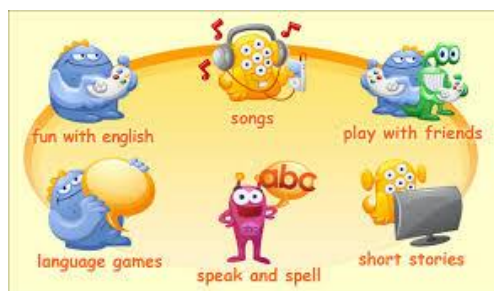 fun with english
songs
play with friends
language games
abc
speak and spell
short stories